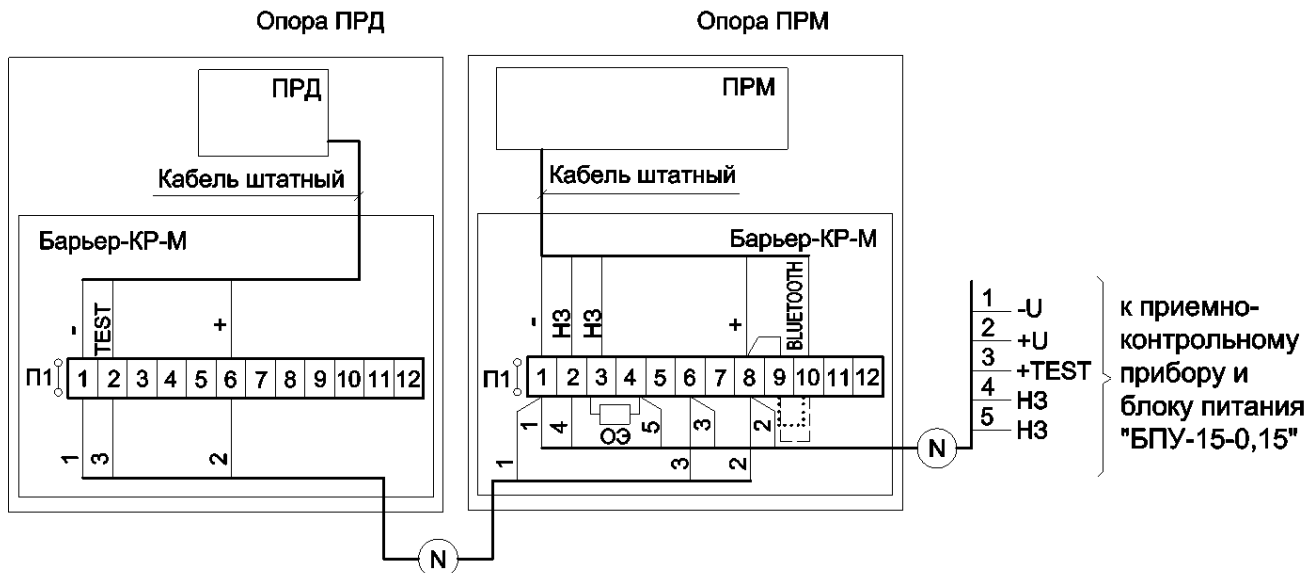 Опора ПРД
Опора ПРМ
ПРД
ПРМ
Кабель штатный
Кабель штатный
Барьер-КР-М
Барьер-КР-М
-
TEST
+
-
НЗ
НЗ
+
BLUETOOTH
П1
1 2 3 4 5 6 7 8 9 10 11 12
П1
1 2 3 4 5 6 7 8 9 10 11 12
1
3
2
1
4
ОЭ
5
3
2
1
3
2
N
N
1 -U
2 +U
3 +TEST
4 НЗ
5 НЗ
к приемно-
контрольному
прибору и
блоку питания
"БПУ-15-0,15"